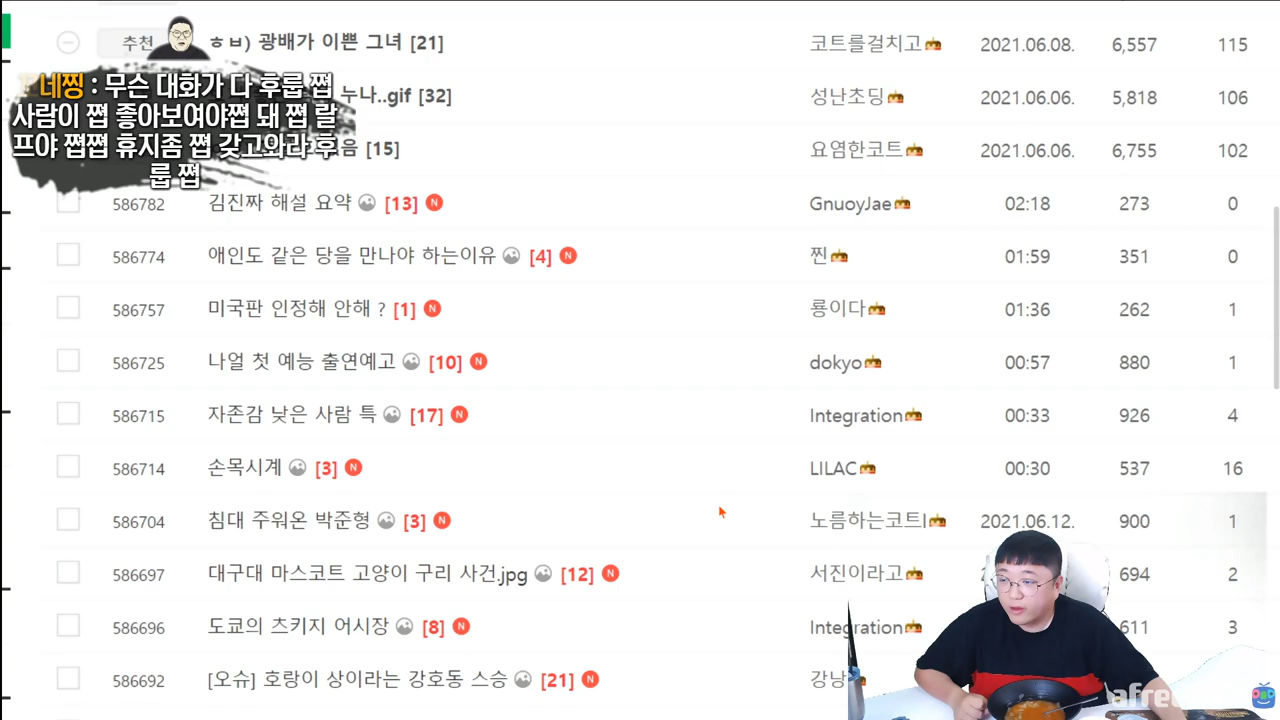 추천 ㅎㅂ) 광배가 이쁜 그녀 [21] 코트를걸치고 2021.06.08. 6,557 115
네찡 : 무슨 대화가 다 후룹 쩝
사람이 쩝 좋아보여야쩝 돼 쩝 랄
프야 쩝쩝 휴지좀 쩝 갖고와라 후
룹 쩝
누나..gif [32] 성난초딩 2021.06.06. 5,818 106
음 [15] 요염한코트 2021.06.06. 6,755 102
586782 김진짜 해설 요약 [13] N GnuoyJae 02:18 273 0
586774 애인도 같은 당을 만나야 하는이유 [4] N 찐 01:59 351 0
586757 미국판 인정해 안해 ? [1] N 룡이다 01:36 262 1
586725 나얼 첫 예능 출연예고 [10] N dokyo 00:57 880 1
586715 자존감 낮은 사람 특 [17] N Integration 00:33 926 4
586714 손목시계 [3] N LILAC 00:30 537 16
586704 침대 주워온 박준형 [3] N 노름하는코트 2021.06.12. 900 1
586697 대구대 마스코트 고양이 구리 사건.jpg [12] N 서진이라고 694 2
586696 도쿄의 츠키지 어시장 [8] N Integration 611 3
586692 [오슈] 호랑이 상이라는 강호동 스승 [21] N 강냥
afree